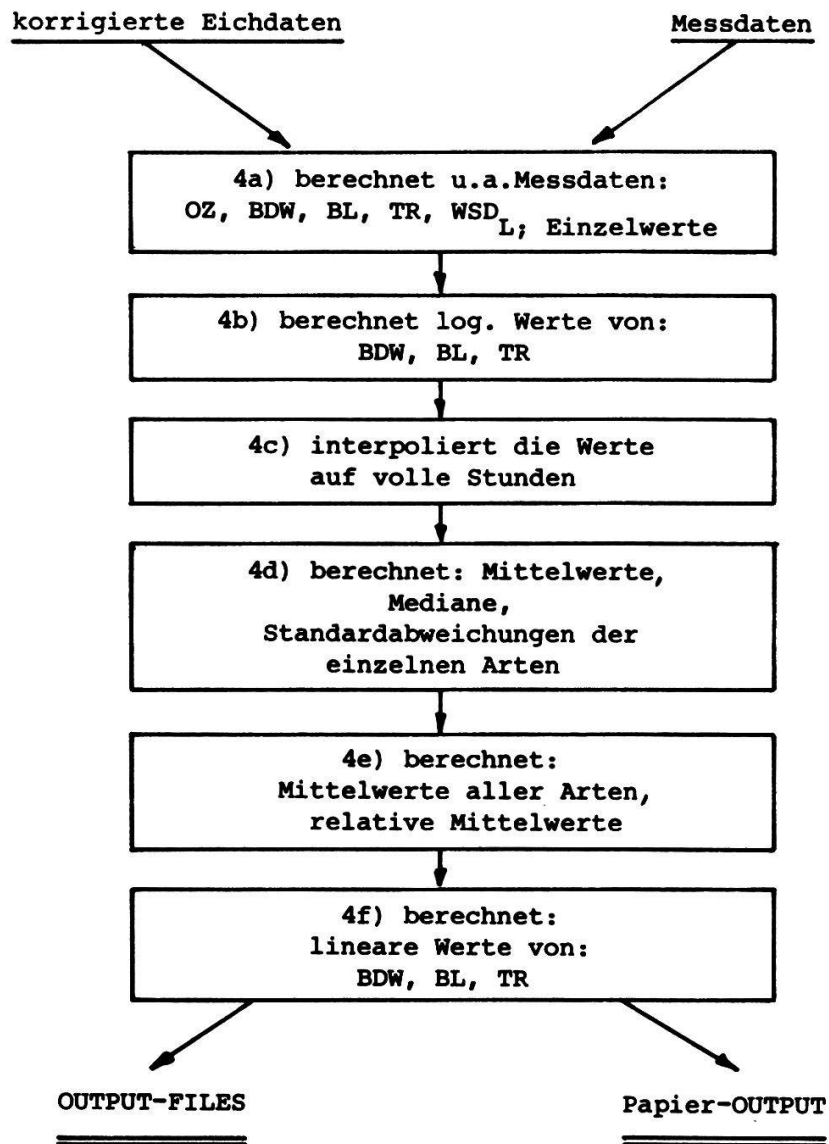 korrigierte Eichdaten
Messdaten
4a) berechnet u.a.Messdaten:
OZ, BDW, BL, TR, WSD_L; Einzelwerte
4b) berechnet log. Werte von:
BDW, BL, TR
4c) interpoliert die Werte
auf volle Stunden
4d) berechnet: Mittelwerte,
Mediane,
Standardabweichungen der
einzelnen Arten
4e) berechnet:
Mittelwerte aller Arten,
relative Mittelwerte
4f) berechnet:
lineare Werte von:
BDW, BL, TR
OUTPUT-FILES
Papier-OUTPUT